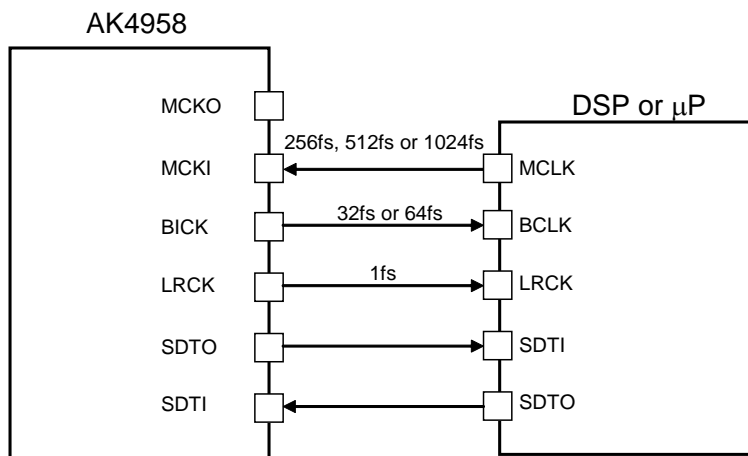 AK4958
DSP or μP
MCKO
256fs, 512fs or 1024fs
MCKI
MCLK
32fs or 64fs
BICK
BCLK
1fs
LRCK
LRCK
SDTO
SDTI
SDTI
SDTO